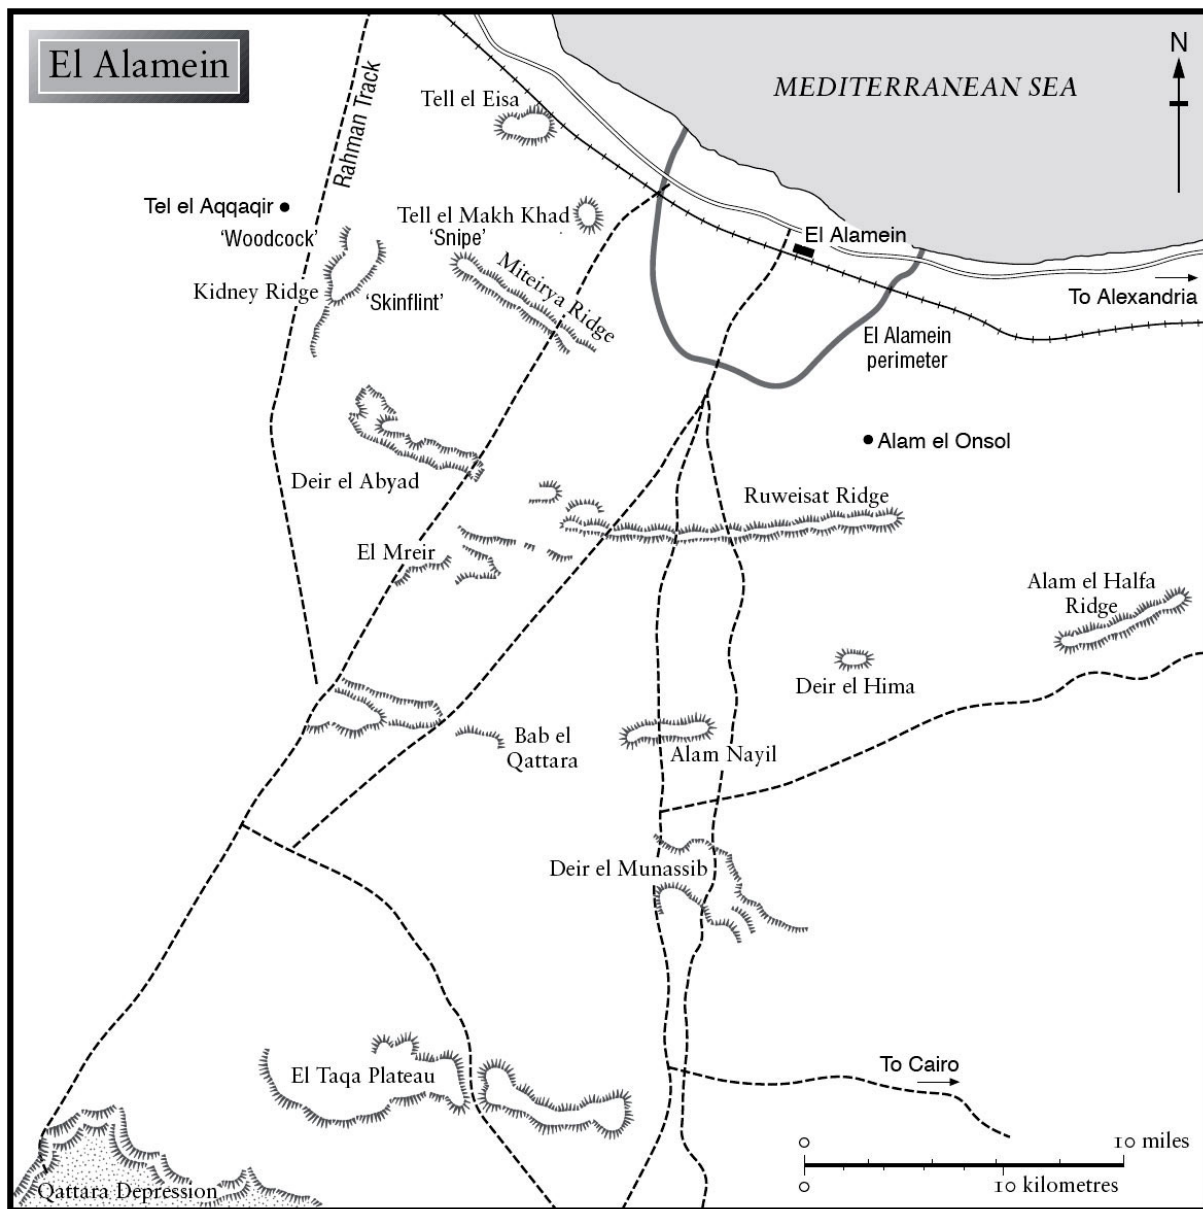 El Alamein
N
MEDITERRANEAN SEA
Rahman Track
Tell el Eisa
Tel el Aqqaqir
'Woodcock'
Tell el Makh Khad
'Snipe'
El Alamein
Kidney Ridge
'Skinflint'
Miteirya Ridge
To Alexandria
El Alamein
perimeter
Alam el Onsol
Deir el Abyad
Ruweisat Ridge
El Mreir
Alam el Halfa
Ridge
Deir el Hima
Bab el
Qattara
Alam Nayil
Deir el Munassib
El Taqa Plateau
To Cairo
0 10 miles
0 10 kilometres
Qattara Depression